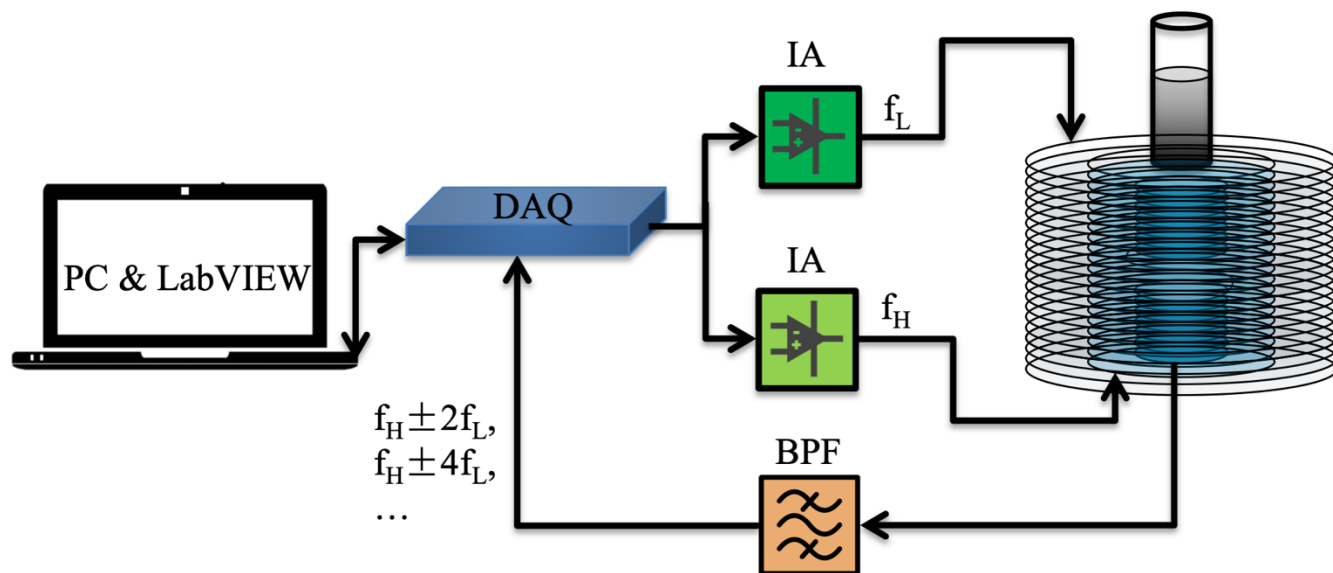 IA
f_L
DAQ
PC & LabVIEW
IA
f_H
f_H±2f_L,
f_H±4f_L,
...
BPF